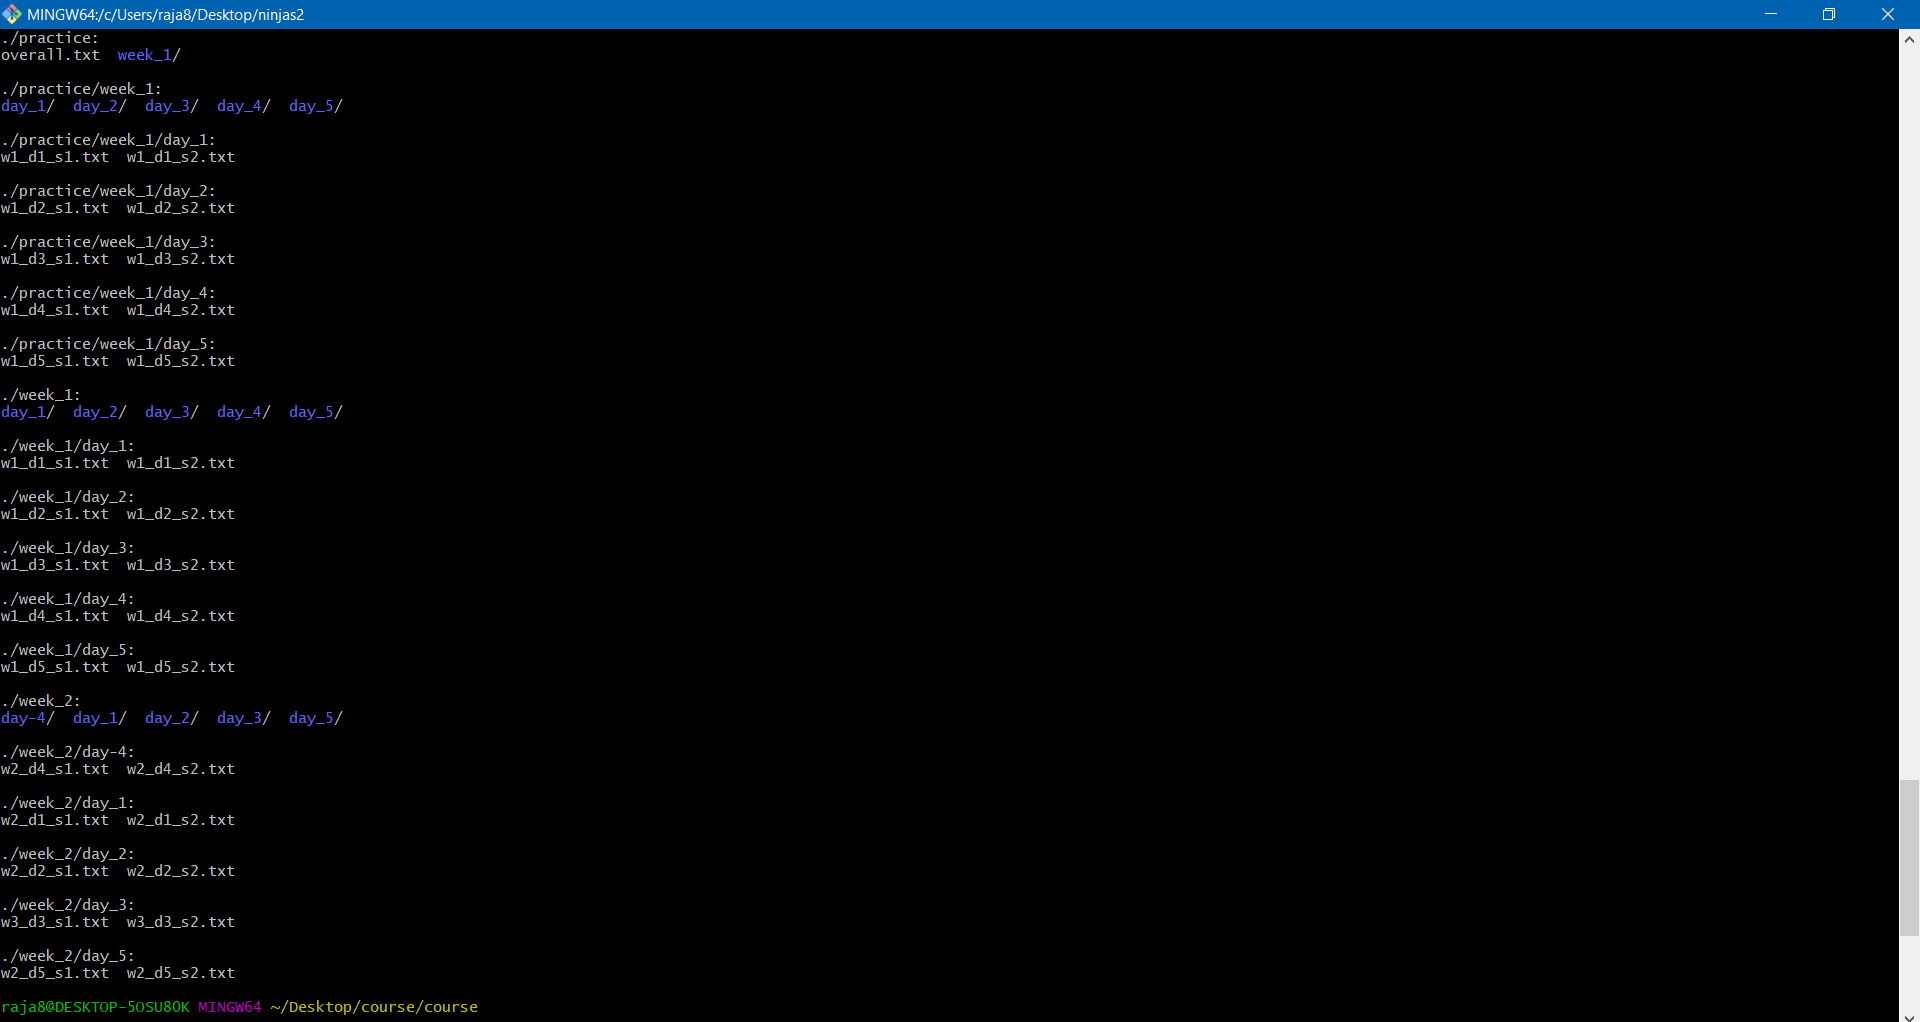 MINGW64:/c/Users/raja8/Desktop/ninjas2
./practice:
overall.txt  week_1/
./practice/week_1:
day_1/  day_2/  day_3/  day_4/  day_5/
./practice/week_1/day_1:
w1_d1_s1.txt  w1_d1_s2.txt
./practice/week_1/day_2:
w1_d2_s1.txt  w1_d2_s2.txt
./practice/week_1/day_3:
w1_d3_s1.txt  w1_d3_s2.txt
./practice/week_1/day_4:
w1_d4_s1.txt  w1_d4_s2.txt
./practice/week_1/day_5:
w1_d5_s1.txt  w1_d5_s2.txt
./week_1:
day_1/  day_2/  day_3/  day_4/  day_5/
./week_1/day_1:
w1_d1_s1.txt  w1_d1_s2.txt
./week_1/day_2:
w1_d2_s1.txt  w1_d2_s2.txt
./week_1/day_3:
w1_d3_s1.txt  w1_d3_s2.txt
./week_1/day_4:
w1_d4_s1.txt  w1_d4_s2.txt
./week_1/day_5:
w1_d5_s1.txt  w1_d5_s2.txt
./week_2:
day-4/  day_1/  day_2/  day_3/  day_5/
./week_2/day-4:
w2_d4_s1.txt  w2_d4_s2.txt
./week_2/day_1:
w2_d1_s1.txt  w2_d1_s2.txt
./week_2/day_2:
w2_d2_s1.txt  w2_d2_s2.txt
./week_2/day_3:
w3_d3_s1.txt  w3_d3_s2.txt
./week_2/day_5:
w2_d5_s1.txt  w2_d5_s2.txt
raja8@DESKTOP-5OSU8OK MINGW64 ~/Desktop/course/course